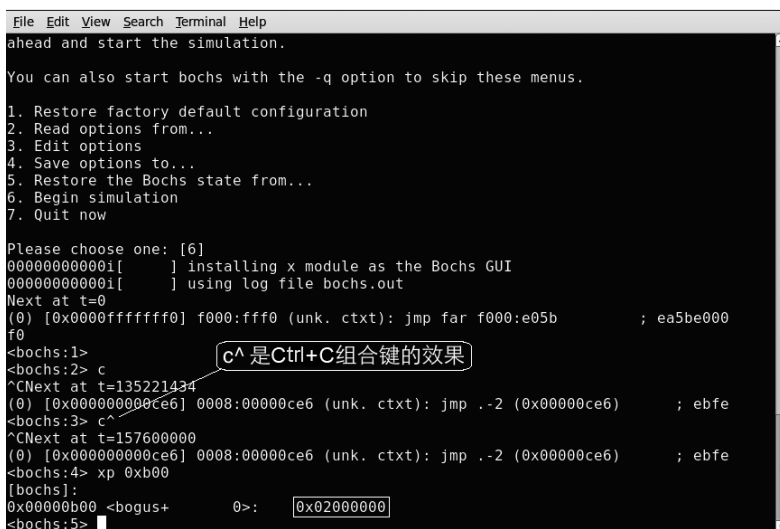 File Edit View Search Terminal Help
ahead and start the simulation.
You can also start bochs with the -q option to skip these menus.
1. Restore factory default configuration
2. Read options from...
3. Edit options
4. Save options to...
5. Restore the Bochs state from...
6. Begin simulation
7. Quit now
Please choose one: [6]
00000000000i[      ] installing x module as the Bochs GUI
00000000000i[      ] using log file bochs.out
Next at t=0
(0) [0x0000fffffff0] f000:fff0 (unk. ctxt): jmp far f000:e05b         ; ea5be000
f0
<bochs:1>
c^ 是Ctrl+C组合键的效果
<bochs:2> c
^CNext at t=135221434
(0) [0x000000000ce6] 0008:00000ce6 (unk. ctxt): jmp .-2 (0x00000ce6)      ; ebfe
<bochs:3> c^
^CNext at t=157600000
(0) [0x000000000ce6] 0008:00000ce6 (unk. ctxt): jmp .-2 (0x00000ce6)      ; ebfe
<bochs:4> xp 0xb00
[bochs]:
0x00000b00 <bogus+       0>:    0x02000000
<bochs:5>